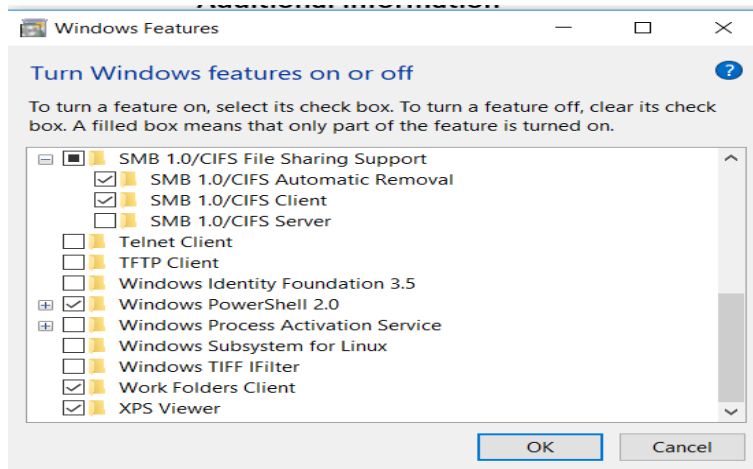 Additional information
Windows Features
Turn Windows features on or off
?
To turn a feature on, select its check box. To turn a feature off, clear its check
box. A filled box means that only part of the feature is turned on.
SMB 1.0/CIFS File Sharing Support
SMB 1.0/CIFS Automatic Removal
SMB 1.0/CIFS Client
SMB 1.0/CIFS Server
Telnet Client
TFTP Client
Windows Identity Foundation 3.5
Windows PowerShell 2.0
Windows Process Activation Service
Windows Subsystem for Linux
Windows TIFF IFilter
Work Folders Client
XPS Viewer
OK Cancel